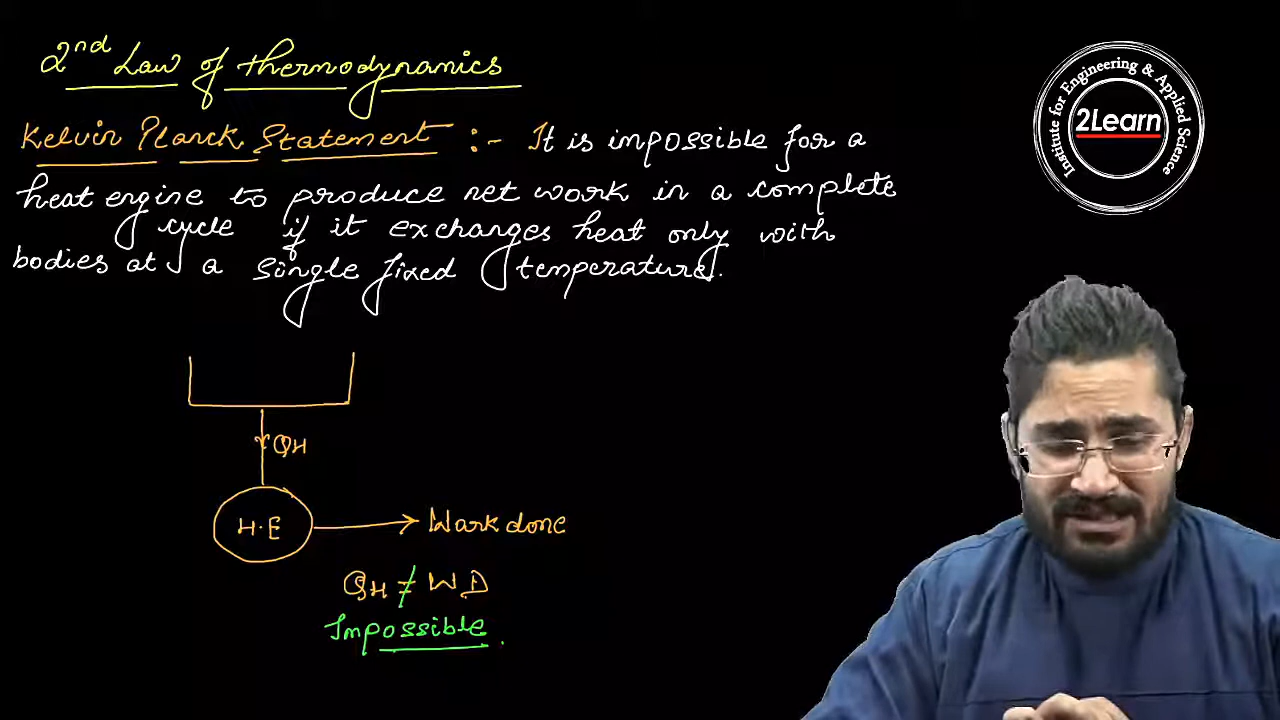 2nd Law of thermodynamics
Kelvin Planck Statement :- It is impossible for a
heat engine to produce net work in a complete
cycle if it exchanges heat only with
bodies at a single fixed temperature.
QH
H.E
Work done
QH ≠ WD
Impossible.
Institute for Engineering & Applied Science
2Learn